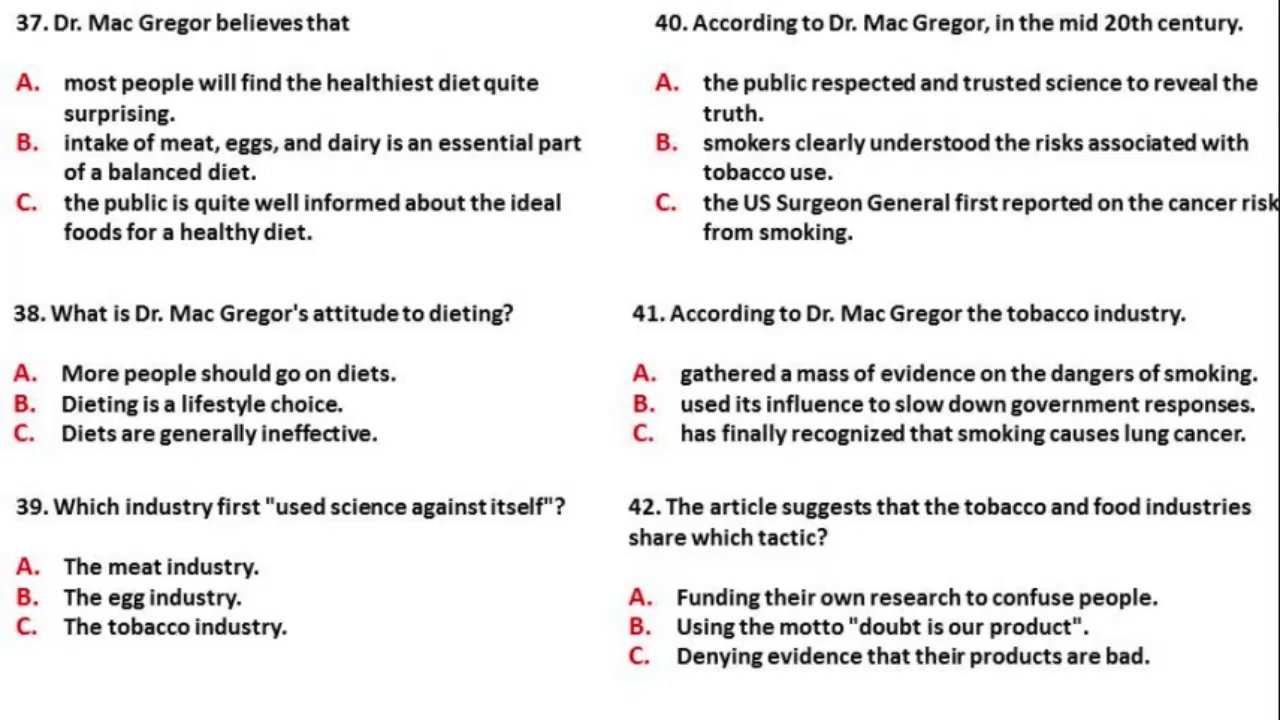 37. Dr. Mac Gregor believes that
A. most people will find the healthiest diet quite
surprising.
B. intake of meat, eggs, and dairy is an essential part
of a balanced diet.
C. the public is quite well informed about the ideal
foods for a healthy diet.
38. What is Dr. Mac Gregor's attitude to dieting?
A. More people should go on diets.
B. Dieting is a lifestyle choice.
C. Diets are generally ineffective.
39. Which industry first "used science against itself"?
A. The meat industry.
B. The egg industry.
C. The tobacco industry.
40. According to Dr. Mac Gregor, in the mid 20th century.
A. the public respected and trusted science to reveal the
truth.
B. smokers clearly understood the risks associated with
tobacco use.
C. the US Surgeon General first reported on the cancer risk
from smoking.
41. According to Dr. Mac Gregor the tobacco industry.
A. gathered a mass of evidence on the dangers of smoking.
B. used its influence to slow down government responses.
C. has finally recognized that smoking causes lung cancer.
42. The article suggests that the tobacco and food industries
share which tactic?
A. Funding their own research to confuse people.
B. Using the motto "doubt is our product".
C. Denying evidence that their products are bad.